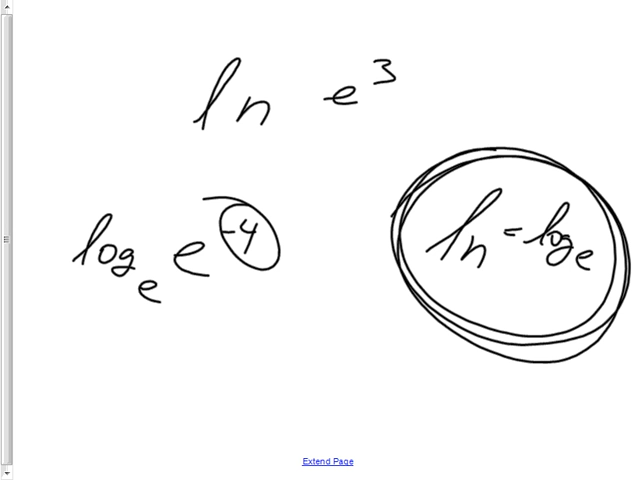 ln e³
logₑ e⁻⁴
ln = logₑ
Extend Page